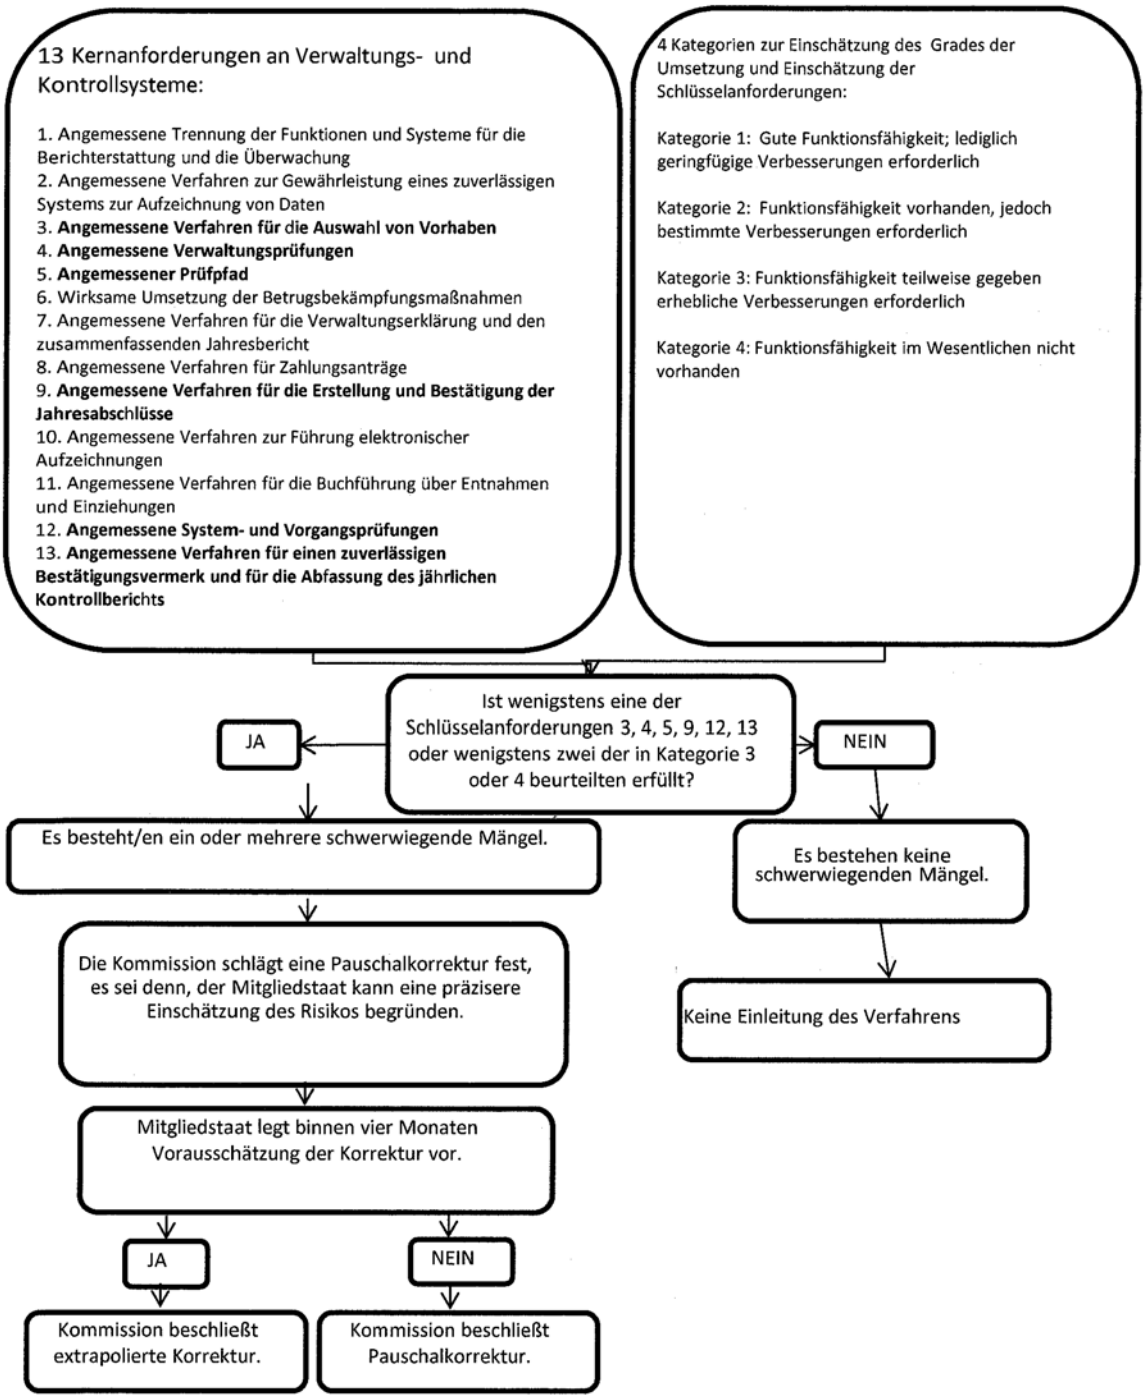 13 Kernanforderungen an Verwaltungs- und
Kontrollsysteme:
1. Angemessene Trennung der Funktionen und Systeme für die
Berichterstattung und die Überwachung
2. Angemessene Verfahren zur Gewährleistung eines zuverlässigen
Systems zur Aufzeichnung von Daten
3. Angemessene Verfahren für die Auswahl von Vorhaben
4. Angemessene Verwaltungsprüfungen
5. Angemessener Prüfpfad
6. Wirksame Umsetzung der Betrugsbekämpfungsmaßnahmen
7. Angemessene Verfahren für die Verwaltungserklärung und den
zusammenfassenden Jahresbericht
8. Angemessene Verfahren für Zahlungsanträge
9. Angemessene Verfahren für die Erstellung und Bestätigung der
Jahresabschlüsse
10. Angemessene Verfahren zur Führung elektronischer
Aufzeichnungen
11. Angemessene Verfahren für die Buchführung über Entnahmen
und Einziehungen
12. Angemessene System- und Vorgangsprüfungen
13. Angemessene Verfahren für einen zuverlässigen
Bestätigungsvermerk und für die Abfassung des jährlichen
Kontrollberichts
4 Kategorien zur Einschätzung des Grades der
Umsetzung und Einschätzung der
Schlüsselanforderungen:
Kategorie 1: Gute Funktionsfähigkeit; lediglich
geringfügige Verbesserungen erforderlich
Kategorie 2: Funktionsfähigkeit vorhanden, jedoch
bestimmte Verbesserungen erforderlich
Kategorie 3: Funktionsfähigkeit teilweise gegeben
erhebliche Verbesserungen erforderlich
Kategorie 4: Funktionsfähigkeit im Wesentlichen nicht
vorhanden
Ist wenigstens eine der
Schlüsselanforderungen 3, 4, 5, 9, 12, 13
oder wenigstens zwei der in Kategorie 3
oder 4 beurteilten erfüllt?
JA
NEIN
Es besteht/en ein oder mehrere schwerwiegende Mängel.
Es bestehen keine
schwerwiegenden Mängel.
Die Kommission schlägt eine Pauschalkorrektur fest,
es sei denn, der Mitgliedstaat kann eine präzisere
Einschätzung des Risikos begründen.
Keine Einleitung des Verfahrens
Mitgliedstaat legt binnen vier Monaten
Vorausschätzung der Korrektur vor.
JA
NEIN
Kommission beschließt
extrapolierte Korrektur.
Kommission beschließt
Pauschalkorrektur.